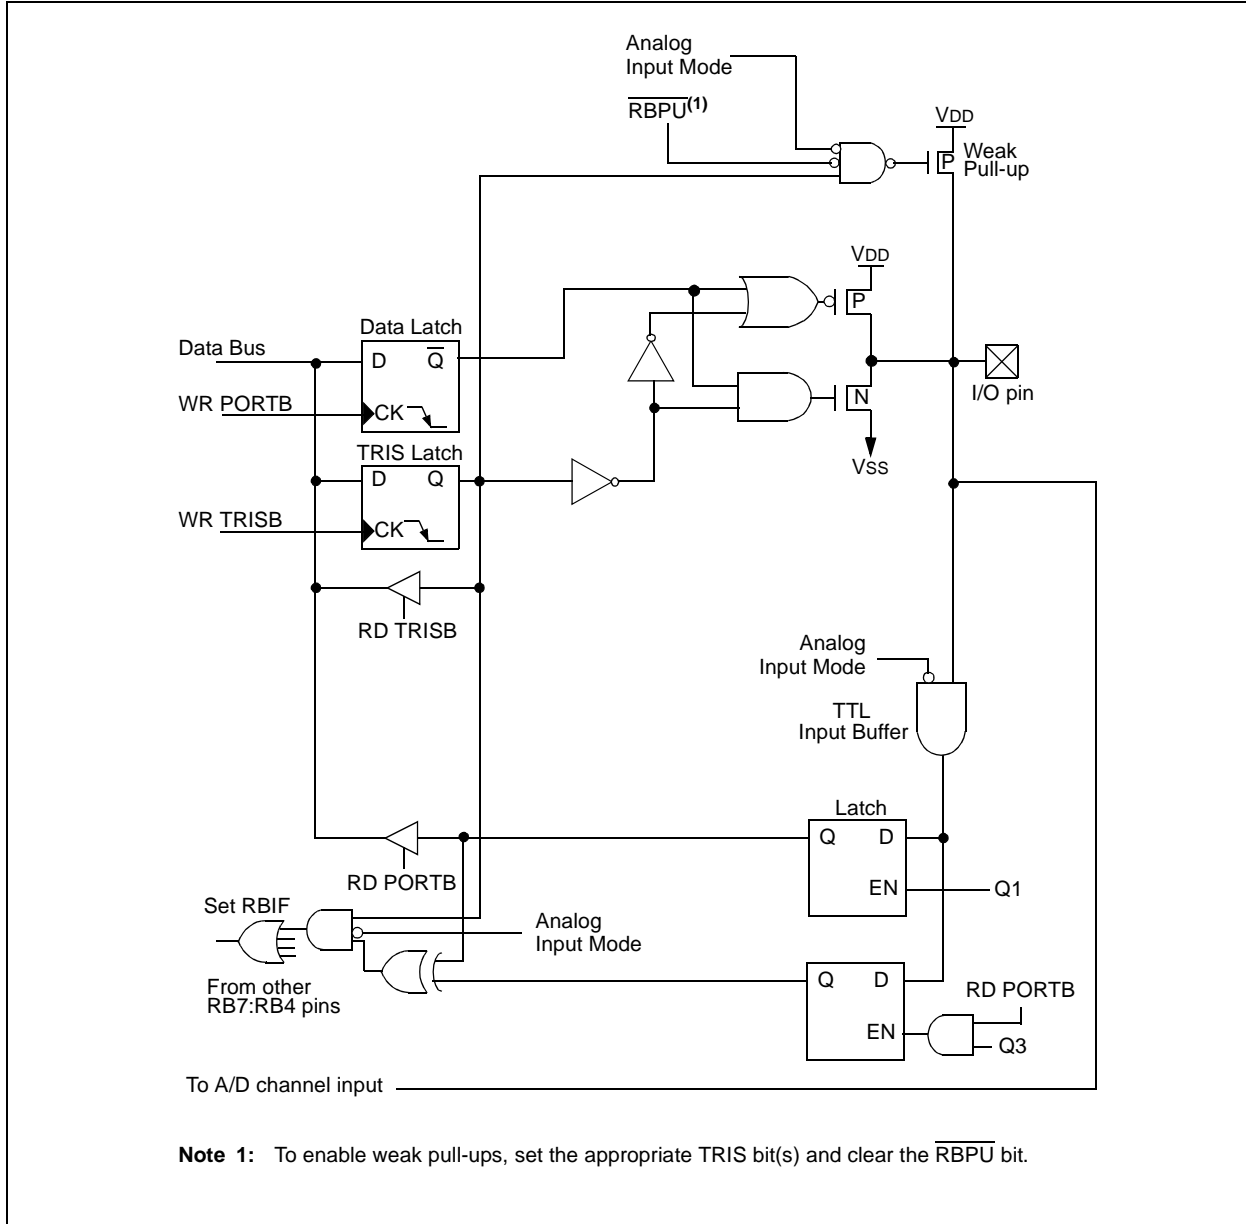 Analog
Input Mode
RBPU(1)
VDD
P
Weak
Pull-up
VDD
P
Data Latch
Data Bus
D
Q
WR PORTB
CK
N
I/O pin
TRIS Latch
VSS
D
Q
WR TRISB
CK
RD TRISB
Analog
Input Mode
TTL
Input Buffer
Latch
Q
D
RD PORTB
EN
Q1
Set RBIF
Analog
Input Mode
From other
RB7:RB4 pins
Q
D
RD PORTB
EN
Q3
To A/D channel input
Note 1: To enable weak pull-ups, set the appropriate TRIS bit(s) and clear the RBPU bit.